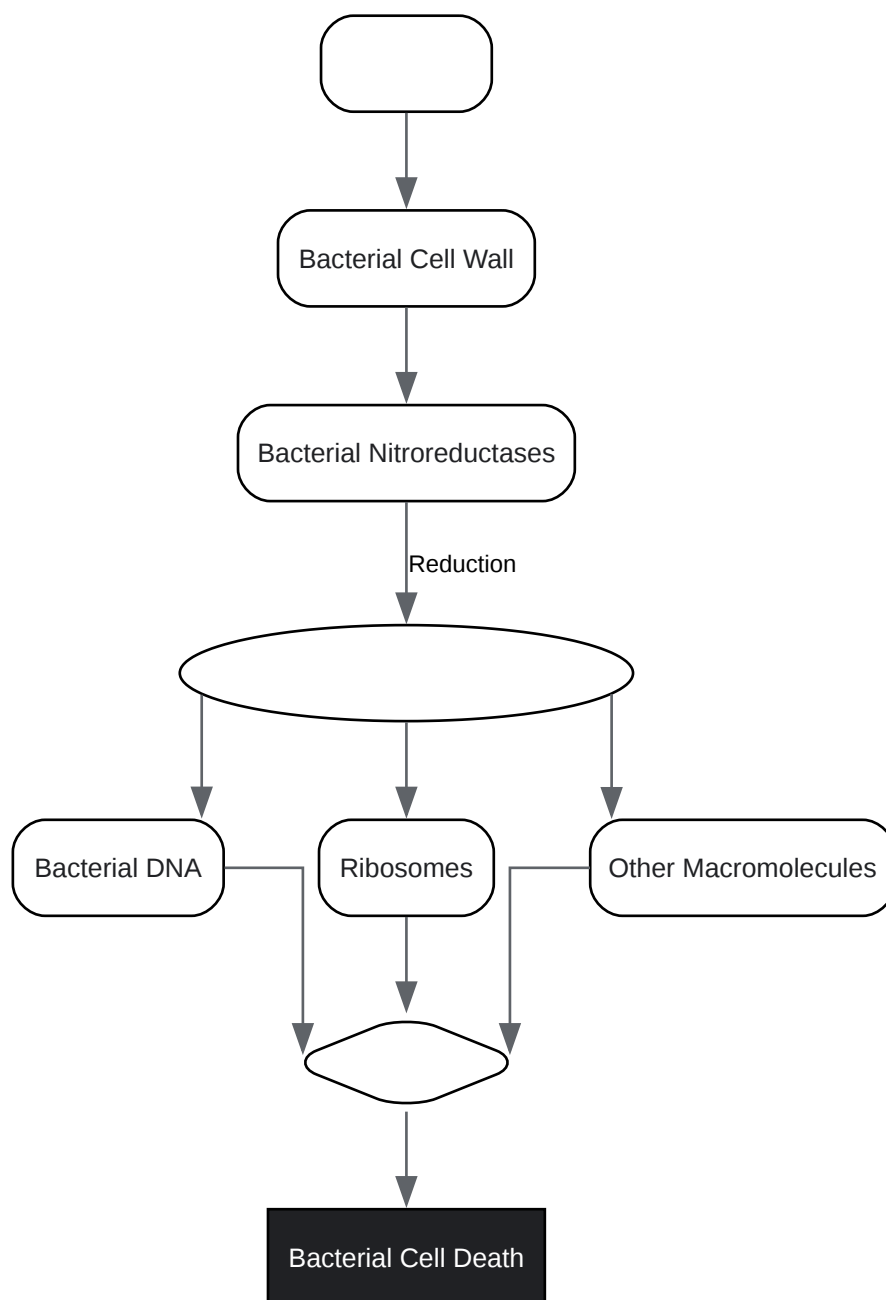 Bacterial Cell Wall
Bacterial Nitroreductases
Reduction
Bacterial DNA
Ribosomes
Other Macromolecules
Bacterial Cell Death